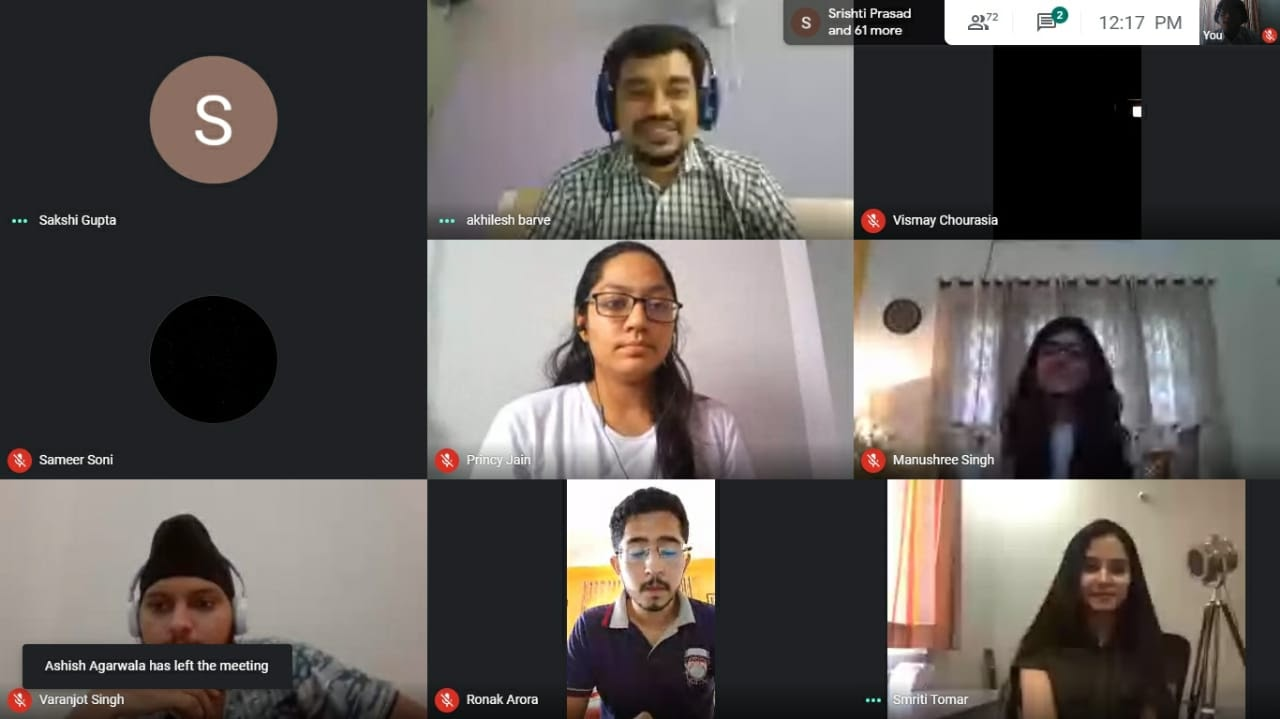 S
Srishti Prasad
and 61 more
72
2
12:17 PM
You
S
Sakshi Gupta
akhilesh barve
Vismay Chourasia
Sameer Soni
Princy Jain
Manushree Singh
Ashish Agarwala has left the meeting
Varanjot Singh
Ronak Arora
Smriti Tomar